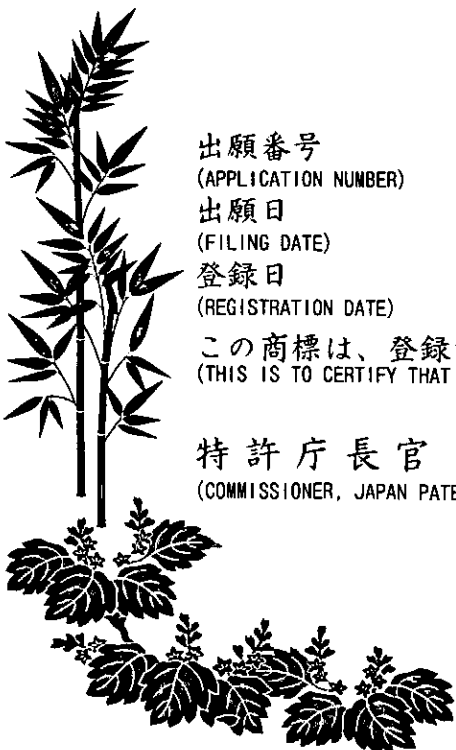 出願番号
(APPLICATION NUMBER)
出願日
(FILING DATE)
登録日
(REGISTRATION DATE)
この商標は、登録
(THIS IS TO CERTIFY THAT
特許庁長官
(COMMISSIONER, JAPAN PATE